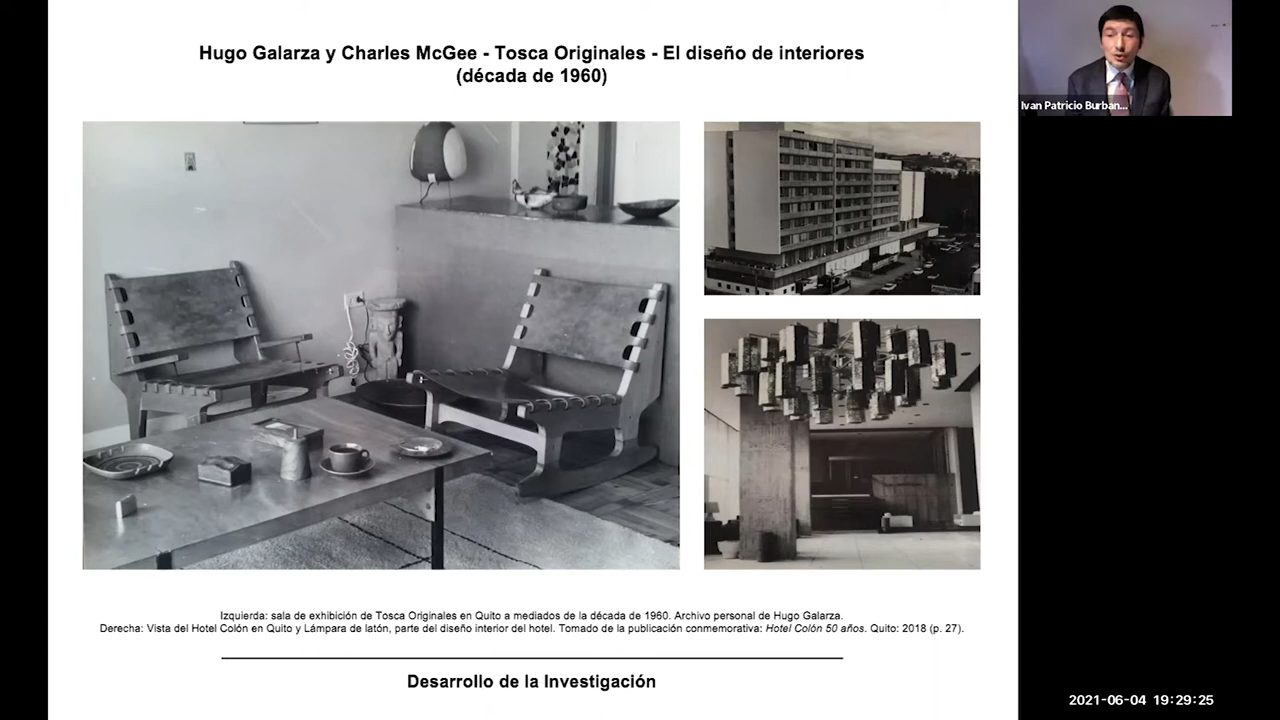 Hugo Galarza y Charles McGee - Tosca Originales - El diseño de interiores
(década de 1960)
Ivan Patricio Burban...
Izquierda: sala de exhibición de Tosca Originales en Quito a mediados de la década de 1960. Archivo personal de Hugo Galarza.
Derecha: Vista del Hotel Colón en Quito y Lámpara de latón, parte del diseño interior del hotel. Tomado de la publicación conmemorativa: Hotel Colón 50 años. Quito: 2018 (p. 27).
Desarrollo de la Investigación
2021-06-04 19:29:25